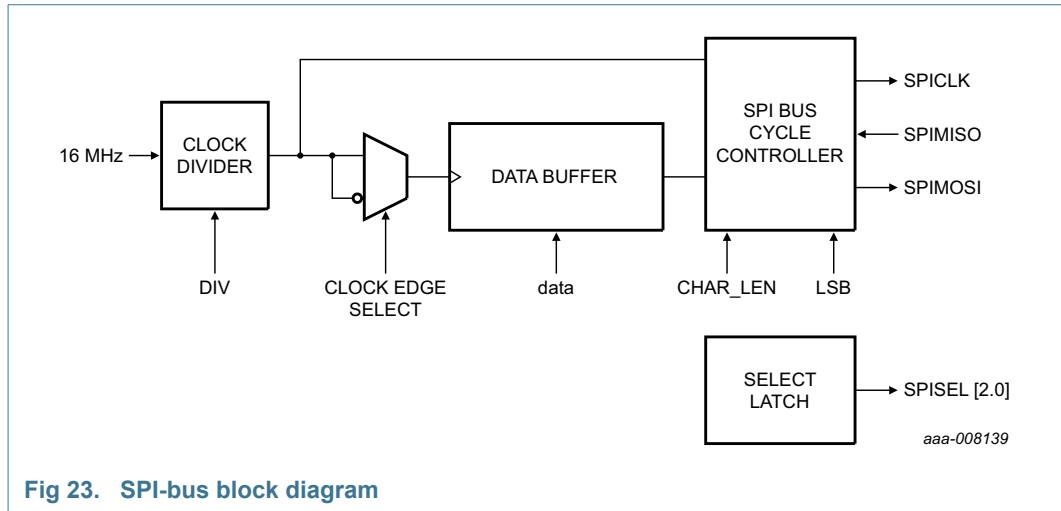 16 MHz
CLOCK
DIVIDER
DIV
CLOCK EDGE
SELECT
DATA BUFFER
data
SPI BUS
CYCLE
CONTROLLER
CHAR_LEN
LSB
SPICLK
SPIMISO
SPIMOSI
SELECT
LATCH
SPISEL [2.0]
aaa-008139
Fig 23. SPI-bus block diagram